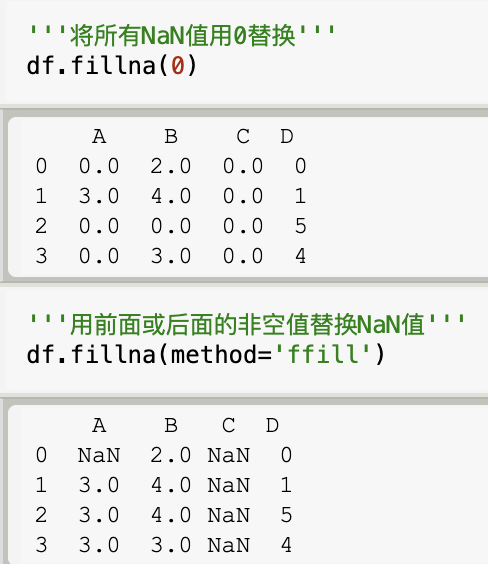 '''将所有NaN值用0替换'''
df.fillna(0)
A B C D
0 0.0 2.0 0.0 0
1 3.0 4.0 0.0 1
2 0.0 0.0 0.0 5
3 0.0 3.0 0.0 4
'''用前面或后面的非空值替换NaN值'''
df.fillna(method='ffill')
A B C D
0 NaN 2.0 NaN 0
1 3.0 4.0 NaN 1
2 3.0 4.0 NaN 5
3 3.0 3.0 NaN 4